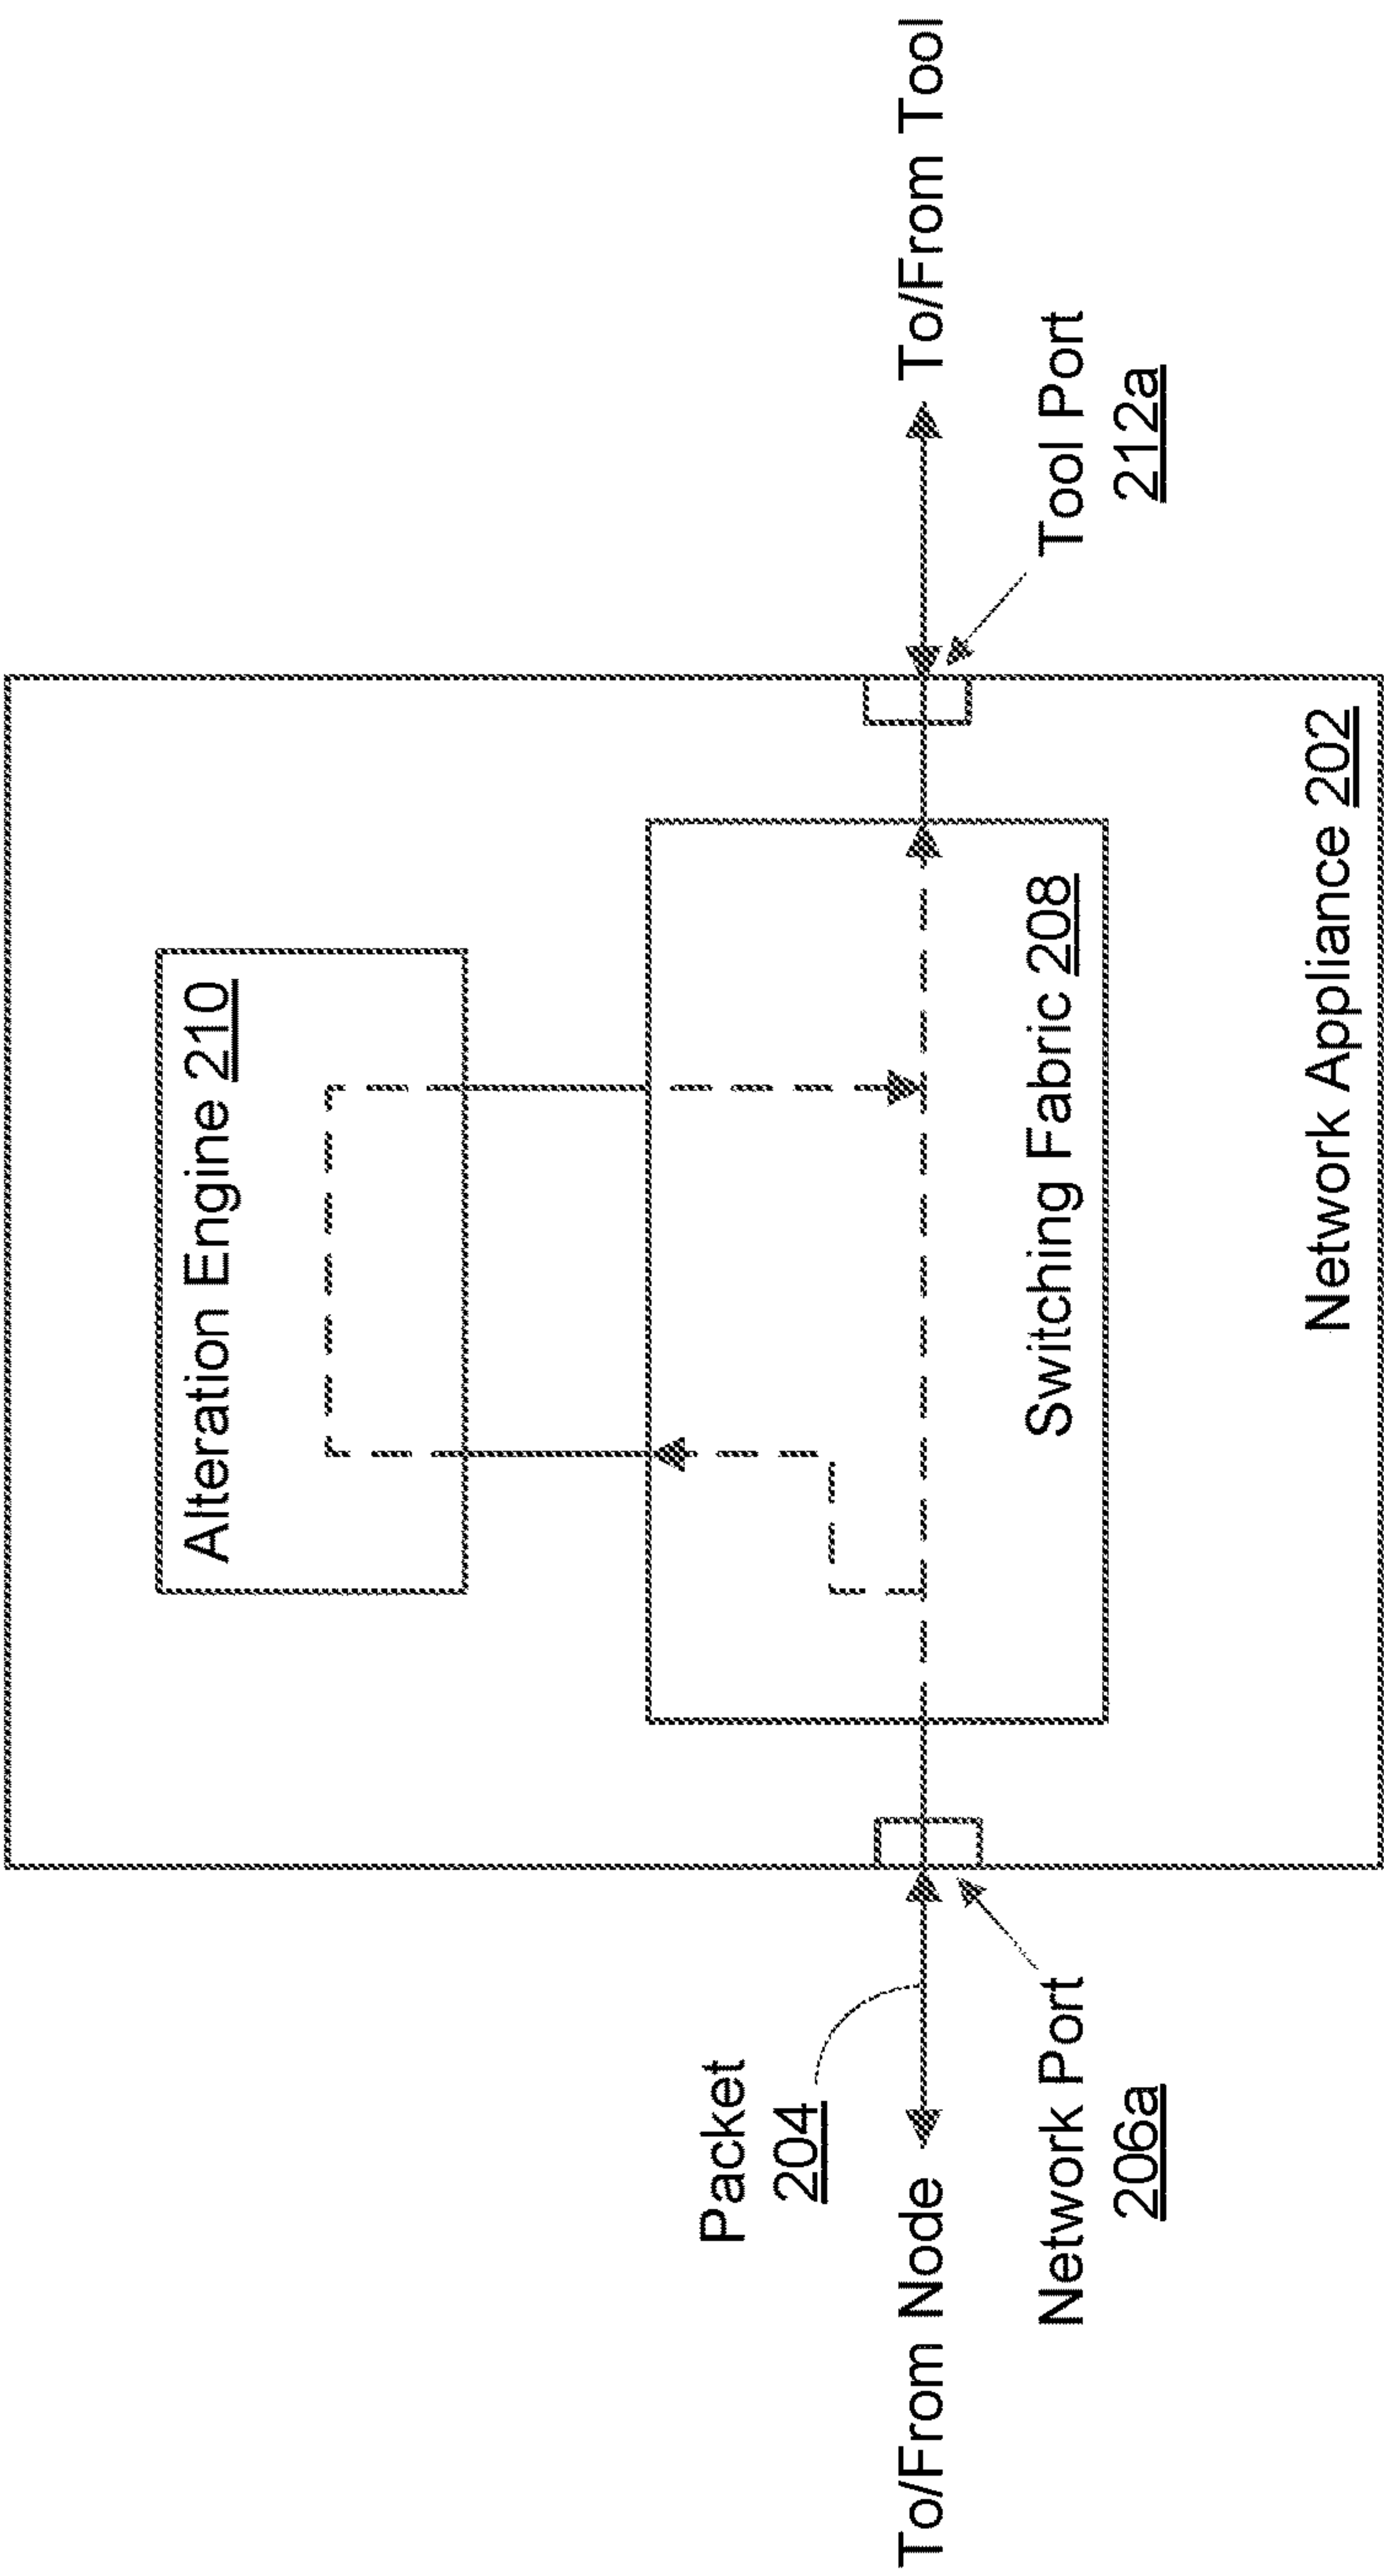 Alteration Engine 210
Packet
204
To/From Node
To/From Tool
Network Port
206a
Switching Fabric 208
Tool Port
212a
Network Appliance 202